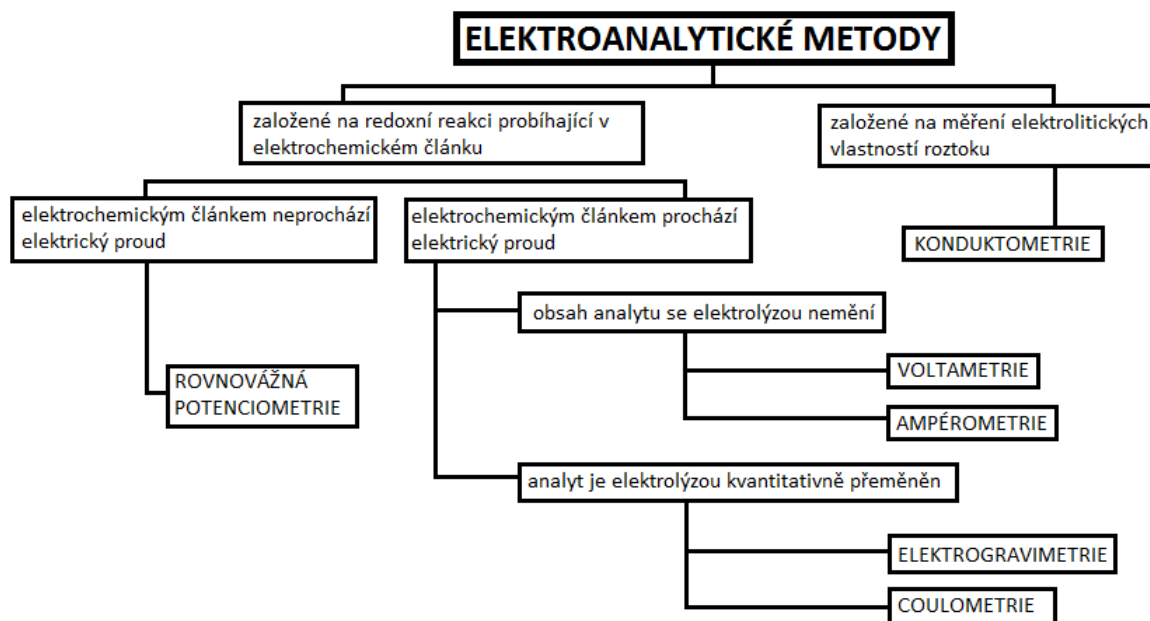 ELEKTROANALYTICKÉ METODY
založené na redoxní reakci probíhající v
elektrochemickém článku
založené na měření elektrolitických
vlastností roztoku
elektrochemickým článkem neprochází
elektrický proud
elektrochemickým článkem prochází
elektrický proud
KONDUKTOMETRIE
obsah analytu se elektrolýzou nemění
VOLTAMETRIE
ROVNOVÁŽNÁ
POTENCIOMETRIE
AMPÉROMETRIE
analyt je elektrolýzou kvantitativně přeměněn
ELEKTROGRAVIMETRIE
COULOMETRIE